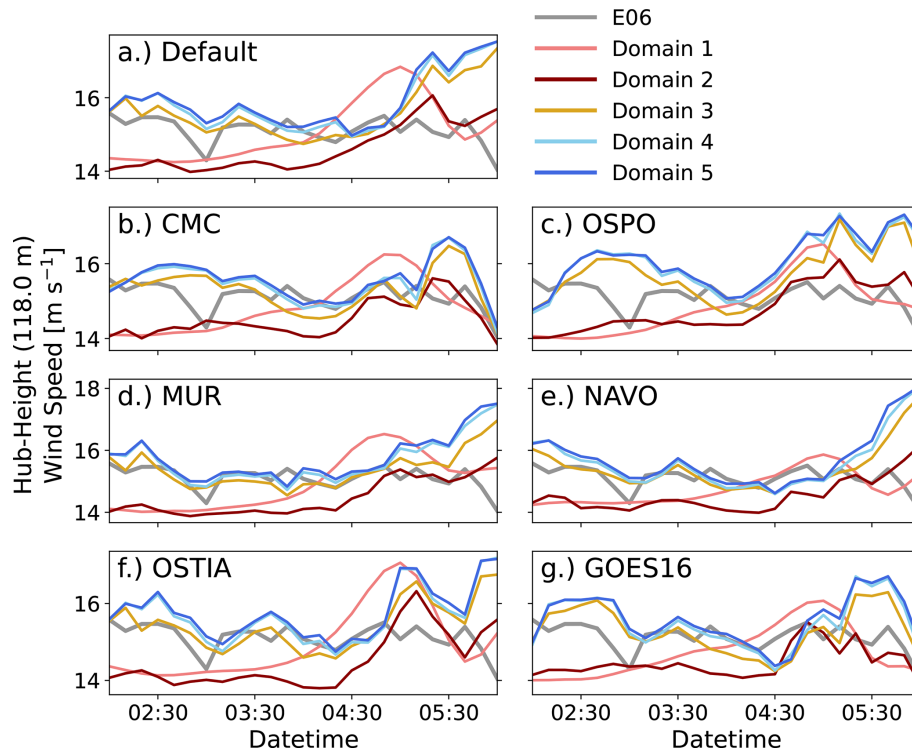 E06
Domain 1
Domain 2
Domain 3
Domain 4
Domain 5
Hub-Height (118.0 m)
Wind Speed [m s⁻¹]
a.) Default
16
14
b.) CMC
16
14
c.) OSPO
d.) MUR
18
16
14
e.) NAVO
f.) OSTIA
16
14
g.) GOES16
02:30 03:30 04:30 05:30
Datetime
02:30 03:30 04:30 05:30
Datetime